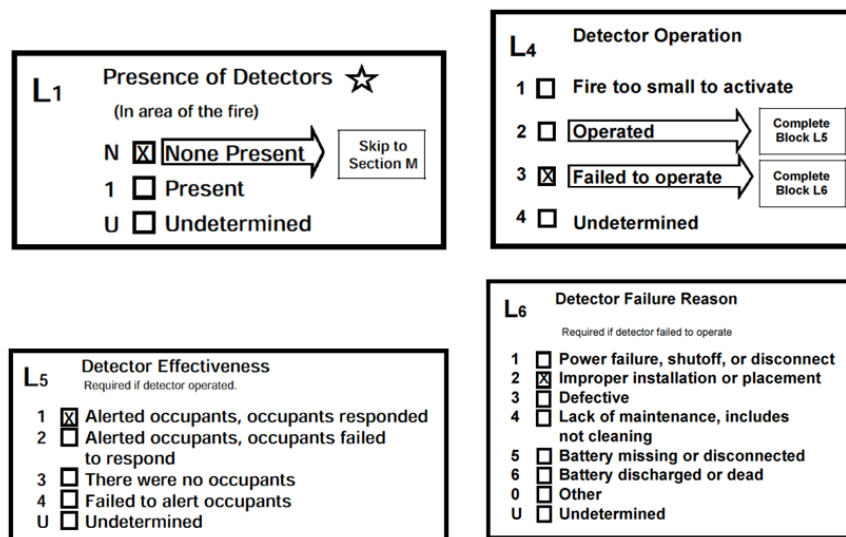 L1 Presence of Detectors ☆
(In area of the fire)
N ☒ None Present
Skip to
Section M
1 ☐ Present
U ☐ Undetermined
L4 Detector Operation
1 ☐ Fire too small to activate
2 ☐ Operated
Complete
Block L5
3 ☒ Failed to operate
Complete
Block L6
4 ☐ Undetermined
L5 Detector Effectiveness
Required if detector operated.
1 ☒ Alerted occupants, occupants responded
2 ☐ Alerted occupants, occupants failed
to respond
3 ☐ There were no occupants
4 ☐ Failed to alert occupants
U ☐ Undetermined
L6 Detector Failure Reason
Required if detector failed to operate
1 ☐ Power failure, shutoff, or disconnect
2 ☒ Improper installation or placement
3 ☐ Defective
4 ☐ Lack of maintenance, includes
not cleaning
5 ☐ Battery missing or disconnected
6 ☐ Battery discharged or dead
0 ☐ Other
U ☐ Undetermined